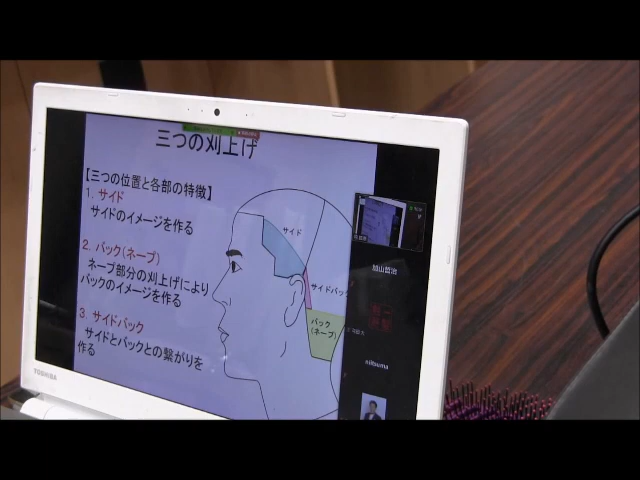 三つの刈上げ
【三つの位置と各部の特徴】
1. サイド
サイドのイメージを作る
2. バック(ネープ)
ネープ部分の刈上げにより
バックのイメージを作る
3. サイドバック
サイドとバックとの繋がりを
作る
サイド
サイドバック
バック
(ネープ)
TOSHIBA